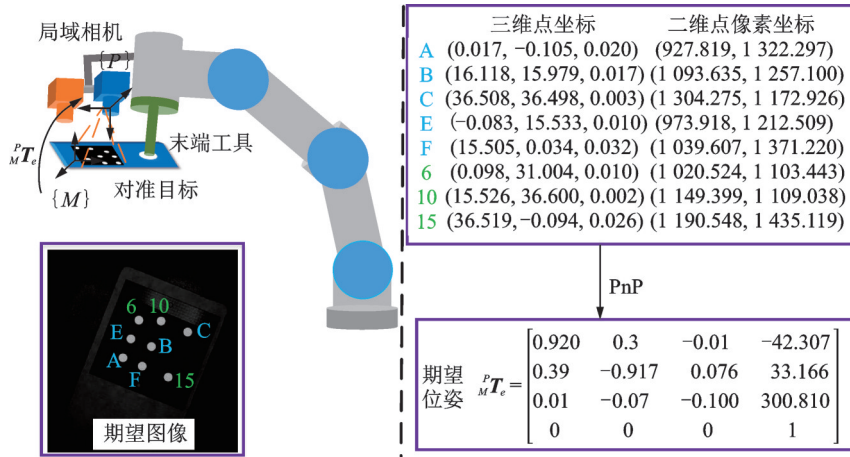 局域相机
{P}
P M T e
末端工具
{M}
对准目标
6 10
C
E
B
A
F
15
期望图像
三维点坐标 二维点像素坐标
A (0.017, −0.105, 0.020) (927.819, 1 322.297)
B (16.118, 15.979, 0.017) (1 093.635, 1 257.100)
C (36.508, 36.498, 0.003) (1 304.275, 1 172.926)
E (−0.083, 15.533, 0.010) (973.918, 1 212.509)
F (15.505, 0.034, 0.032) (1 039.607, 1 371.220)
6 (0.098, 31.004, 0.010) (1 020.524, 1 103.443)
10 (15.526, 36.600, 0.002) (1 149.399, 1 109.038)
15 (36.519, −0.094, 0.026) (1 190.548, 1 435.119)
PnP
期望
位姿
P M T e =
0.920 0.3 −0.01 −42.307
0.39 −0.917 0.076 33.166
0.01 −0.07 −0.100 300.810
0 0 0 1